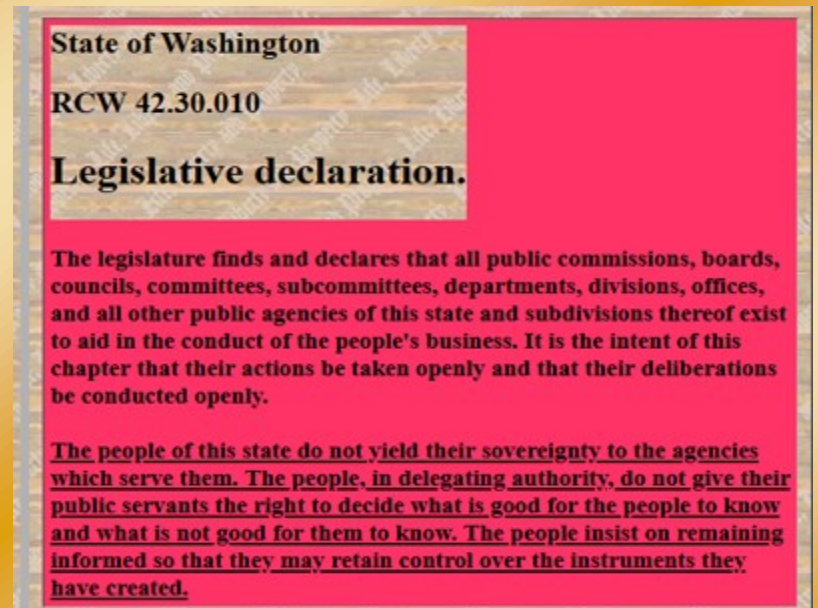 State of Washington
RCW 42.30.010
Legislative declaration.
The legislature finds and declares that all public commissions, boards,
councils, committees, subcommittees, departments, divisions, offices,
and all other public agencies of this state and subdivisions thereof exist
to aid in the conduct of the people's business. It is the intent of this
chapter that their actions be taken openly and that their deliberations
be conducted openly.
The people of this state do not yield their sovereignty to the agencies
which serve them. The people, in delegating authority, do not give their
public servants the right to decide what is good for the people to know
and what is not good for them to know. The people insist on remaining
informed so that they may retain control over the instruments they
have created.